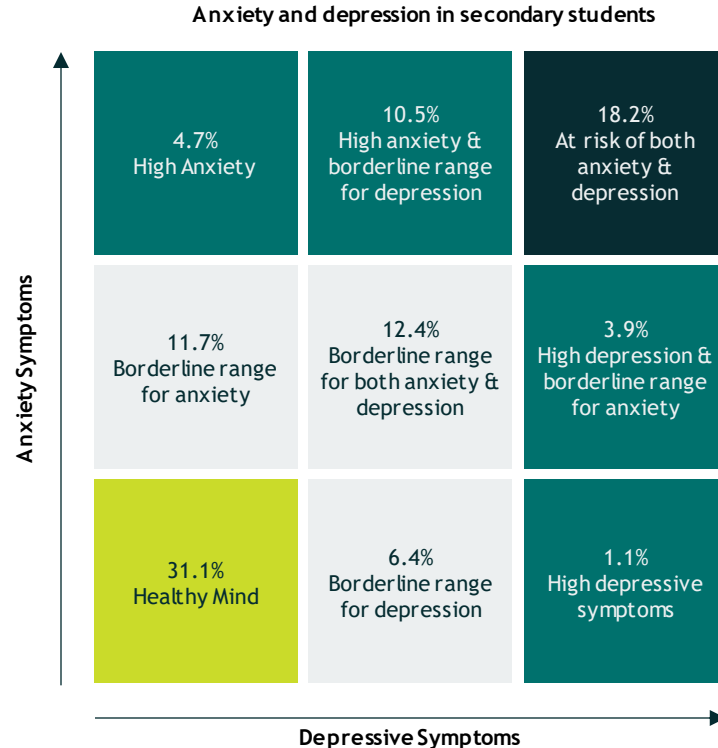 Anxiety and depression in secondary students
4.7%
High Anxiety
10.5%
High anxiety &
borderline range
for depression
18.2%
At risk of both
anxiety &
depression
11.7%
Borderline range
for anxiety
12.4%
Borderline range
for both anxiety &
depression
3.9%
High depression &
borderline range
for anxiety
31.1%
Healthy Mind
6.4%
Borderline range
for depression
1.1%
High depressive
symptoms
Anxiety Symptoms
Depressive Symptoms